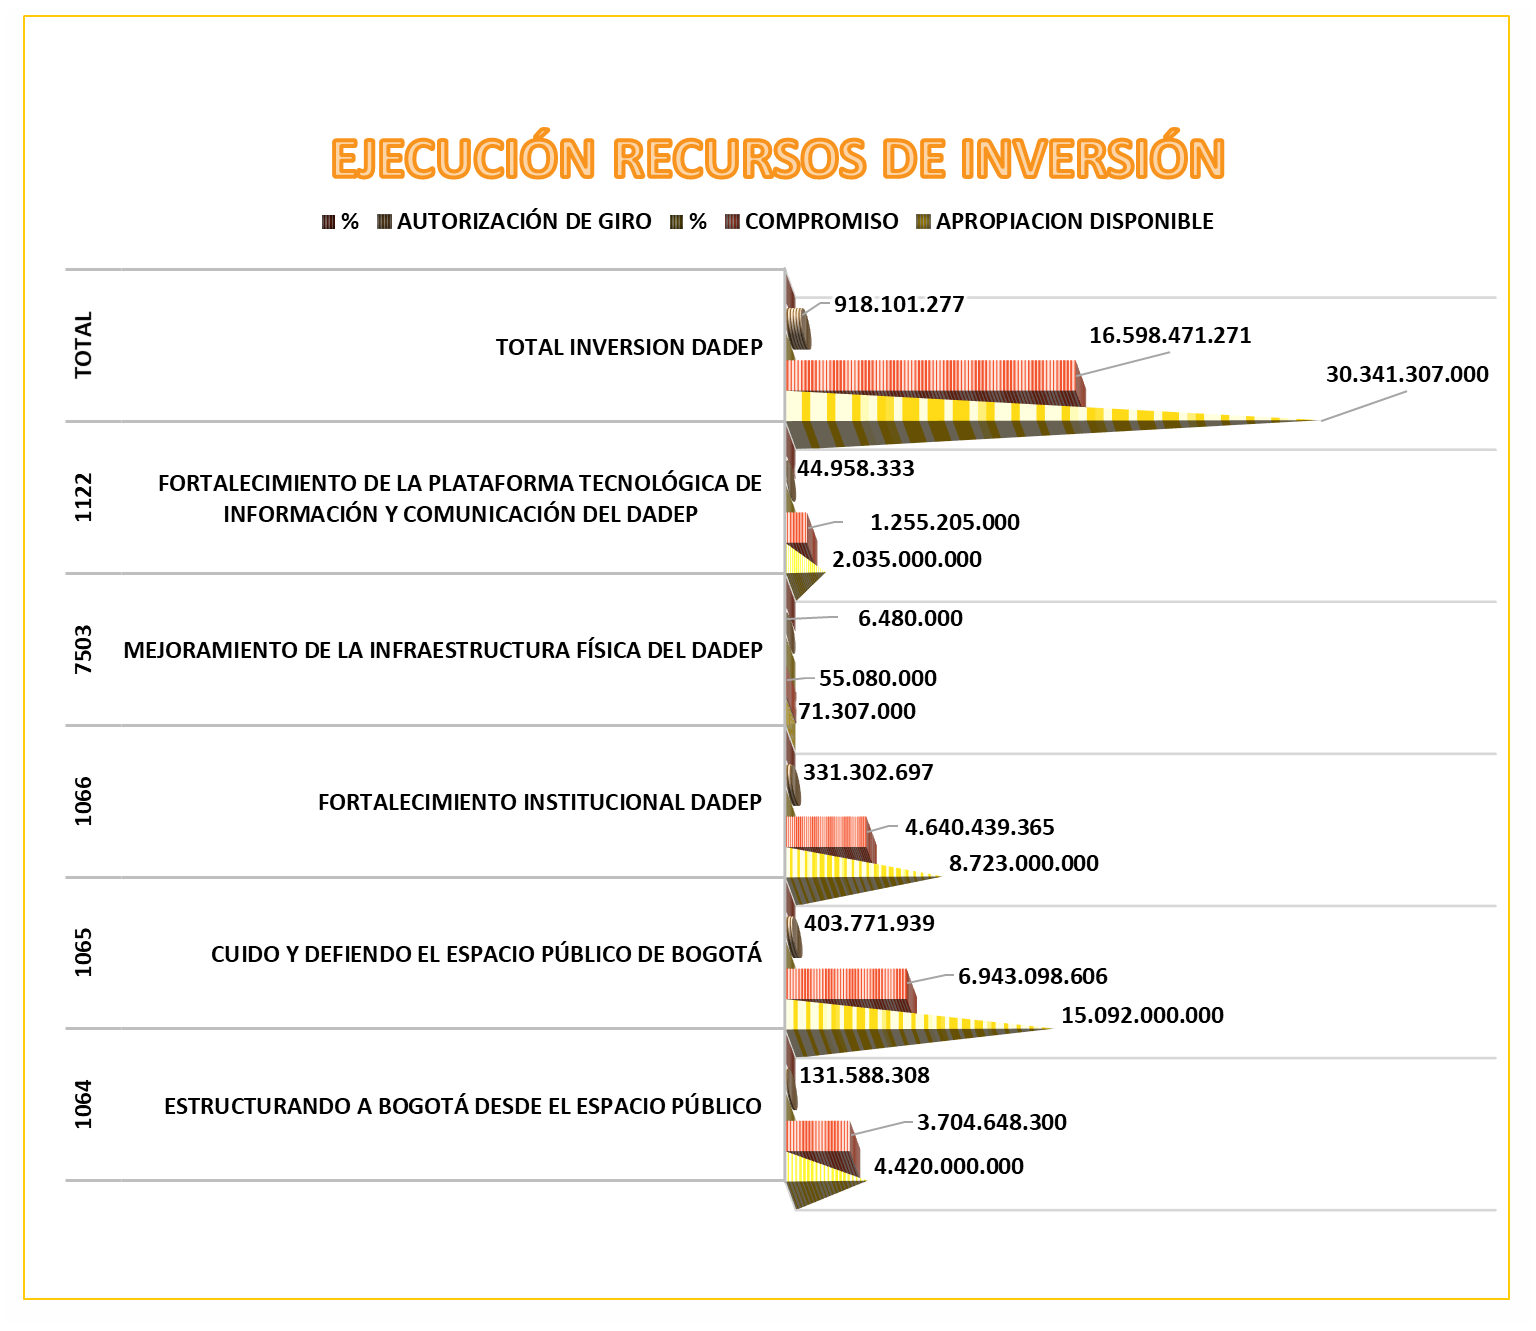 EJECUCIÓN RECURSOS DE INVERSIÓN
% AUTORIZACIÓN DE GIRO % COMPROMISO APROPIACION DISPONIBLE
TOTAL
TOTAL INVERSION DADEP
918.101.277
16.598.471.271
30.341.307.000
1122
FORTALECIMIENTO DE LA PLATAFORMA TECNOLÓGICA DE
INFORMACIÓN Y COMUNICACIÓN DEL DADEP
44.958.333
1.255.205.000
2.035.000.000
7503
MEJORAMIENTO DE LA INFRAESTRUCTURA FÍSICA DEL DADEP
6.480.000
55.080.000
71.307.000
1066
FORTALECIMIENTO INSTITUCIONAL DADEP
331.302.697
4.640.439.365
8.723.000.000
1065
CUIDO Y DEFIENDO EL ESPACIO PÚBLICO DE BOGOTÁ
403.771.939
6.943.098.606
15.092.000.000
1064
ESTRUCTURANDO A BOGOTÁ DESDE EL ESPACIO PÚBLICO
131.588.308
3.704.648.300
4.420.000.000